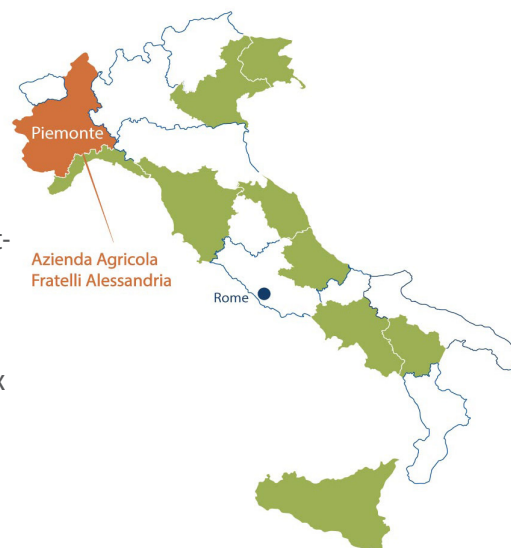 Piemonte
t-
Azienda Agricola
Fratelli Alessandria
Rome
x